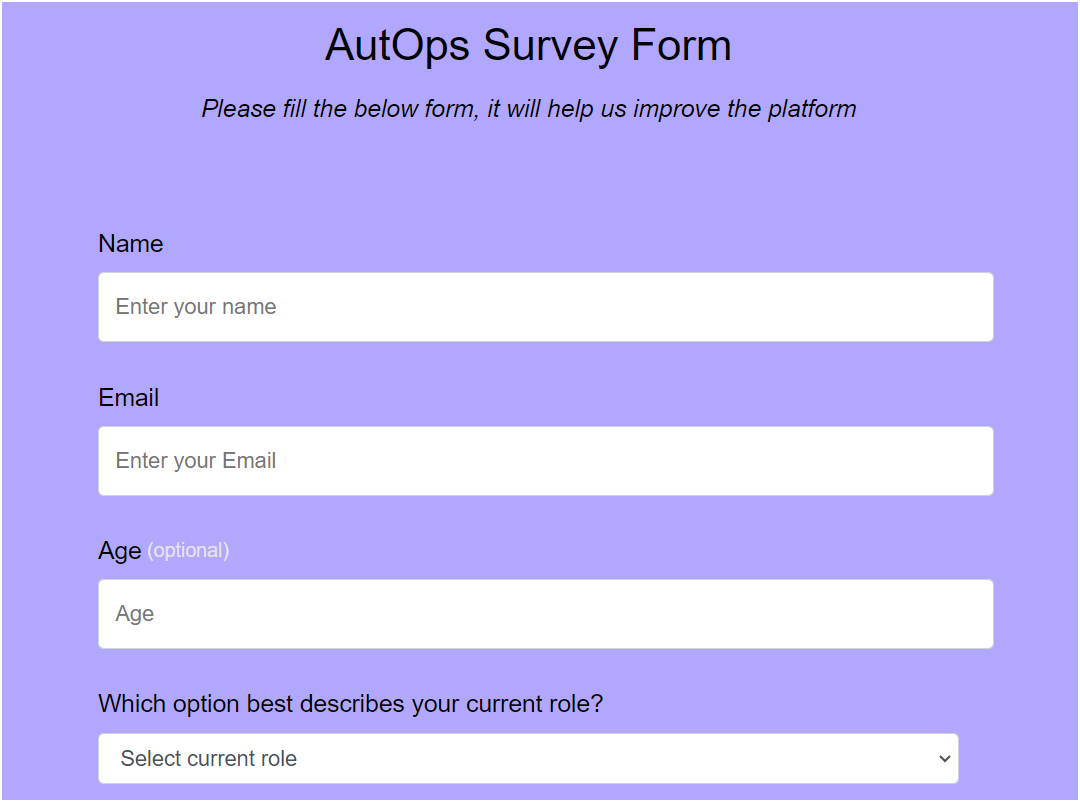 AutOps Survey Form
Please fill the below form, it will help us improve the platform
Name
Enter your name
Email
Enter your Email
Age (optional)
Age
Which option best describes your current role?
Select current role